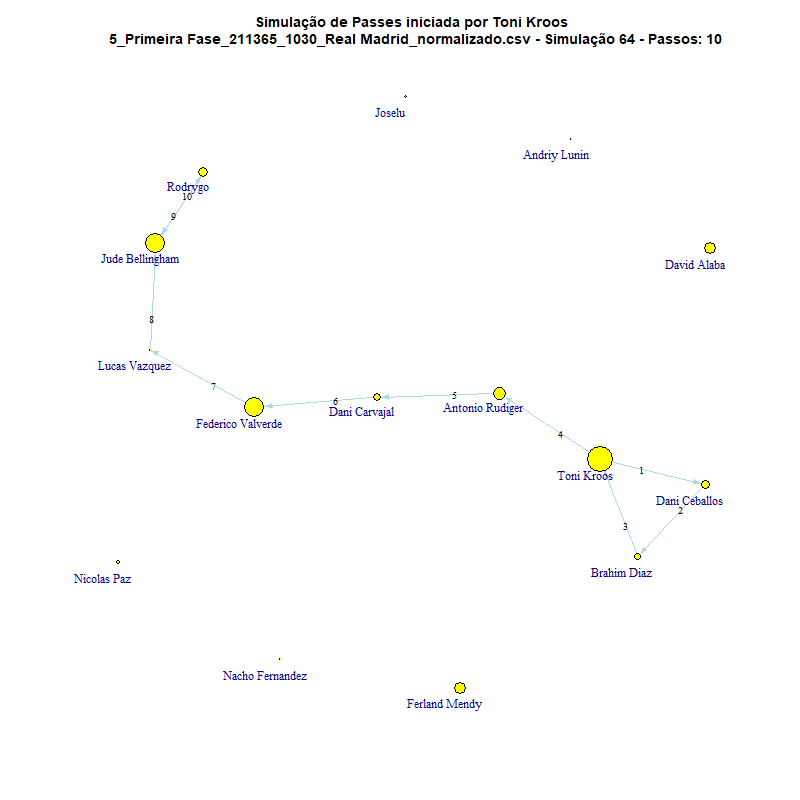 Simulação de Passes iniciada por Toni Kroos
5_Primeira Fase_211365_1030_Real Madrid_normalizado.csv - Simulação 64 - Passos: 10
Joselu
Andriy Lunin
Rodrygo
10
9
Jude Bellingham
David Alaba
8
Lucas Vazquez
7
6
5
Federico Valverde
Dani Carvajal
Antonio Rudiger
4
Toni Kroos
1
Dani Ceballos
2
3
Brahim Diaz
Nicolas Paz
Nacho Fernandez
Ferland Mendy